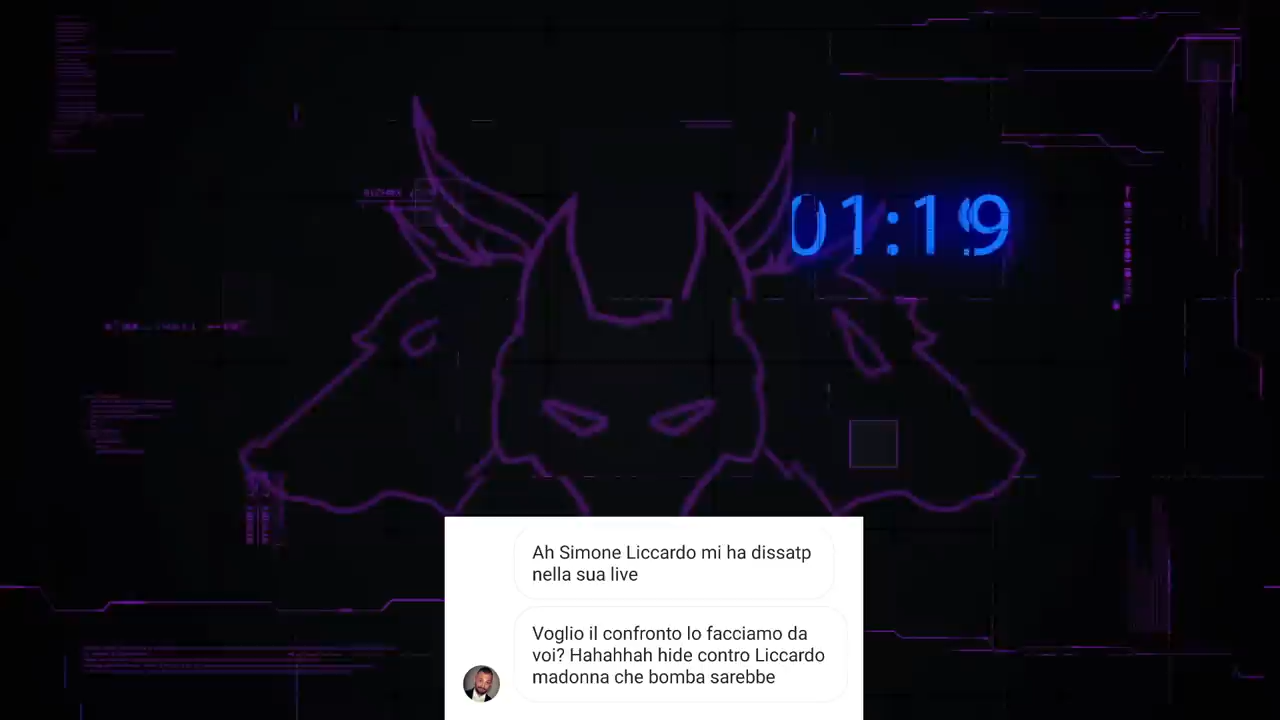 01:19
Ah Simone Liccardo mi ha dissatp
nella sua live
Voglio il confronto lo facciamo da
voi? Hahahhah hide contro Liccardo
madonna che bomba sarebbe